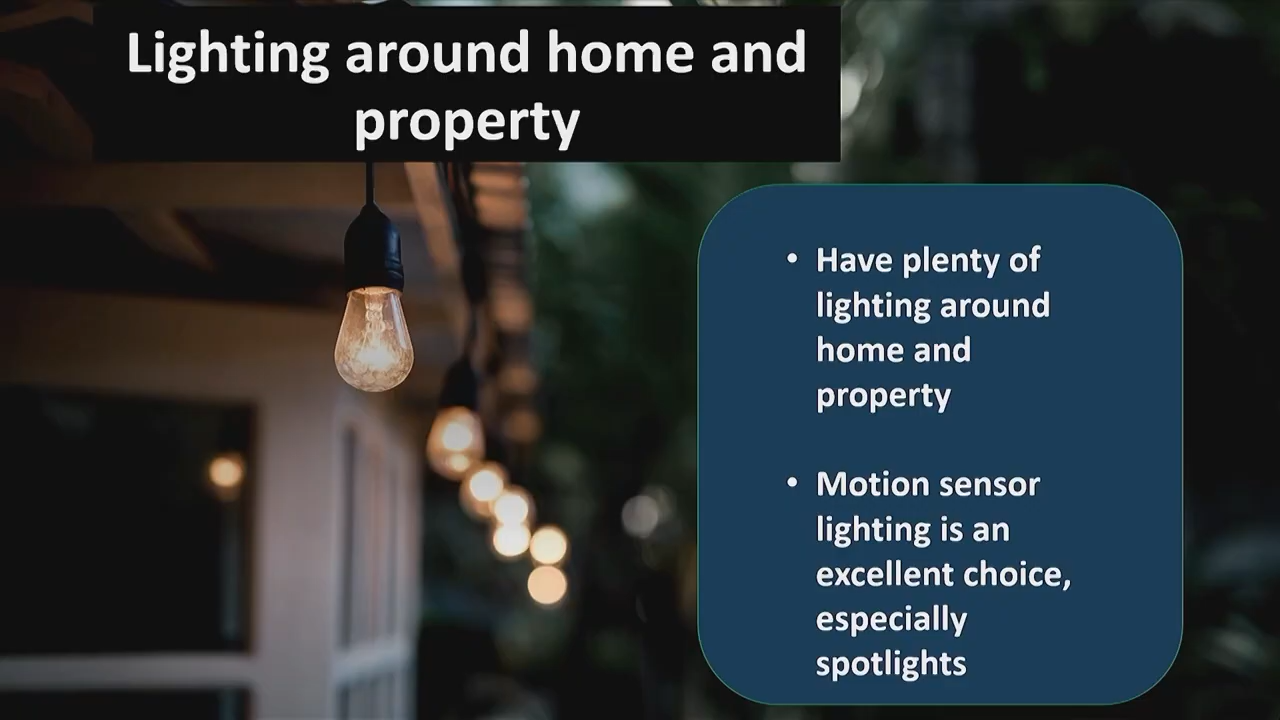 Lighting around home and
property
• Have plenty of
lighting around
home and
property
• Motion sensor
lighting is an
excellent choice,
especially
spotlights